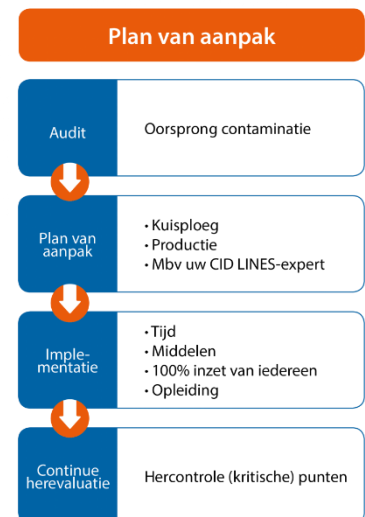 Plan van aanpak
Audit
Oorsprong contaminatie
Plan van
aanpak
• Kuisploeg
• Productie
• Mbv uw CID LINES-expert
Imple-
mentatie
• Tijd
• Middelen
• 100% inzet van iedereen
• Opleiding
Continue
herevaluatie
Hercontrole (kritische) punten